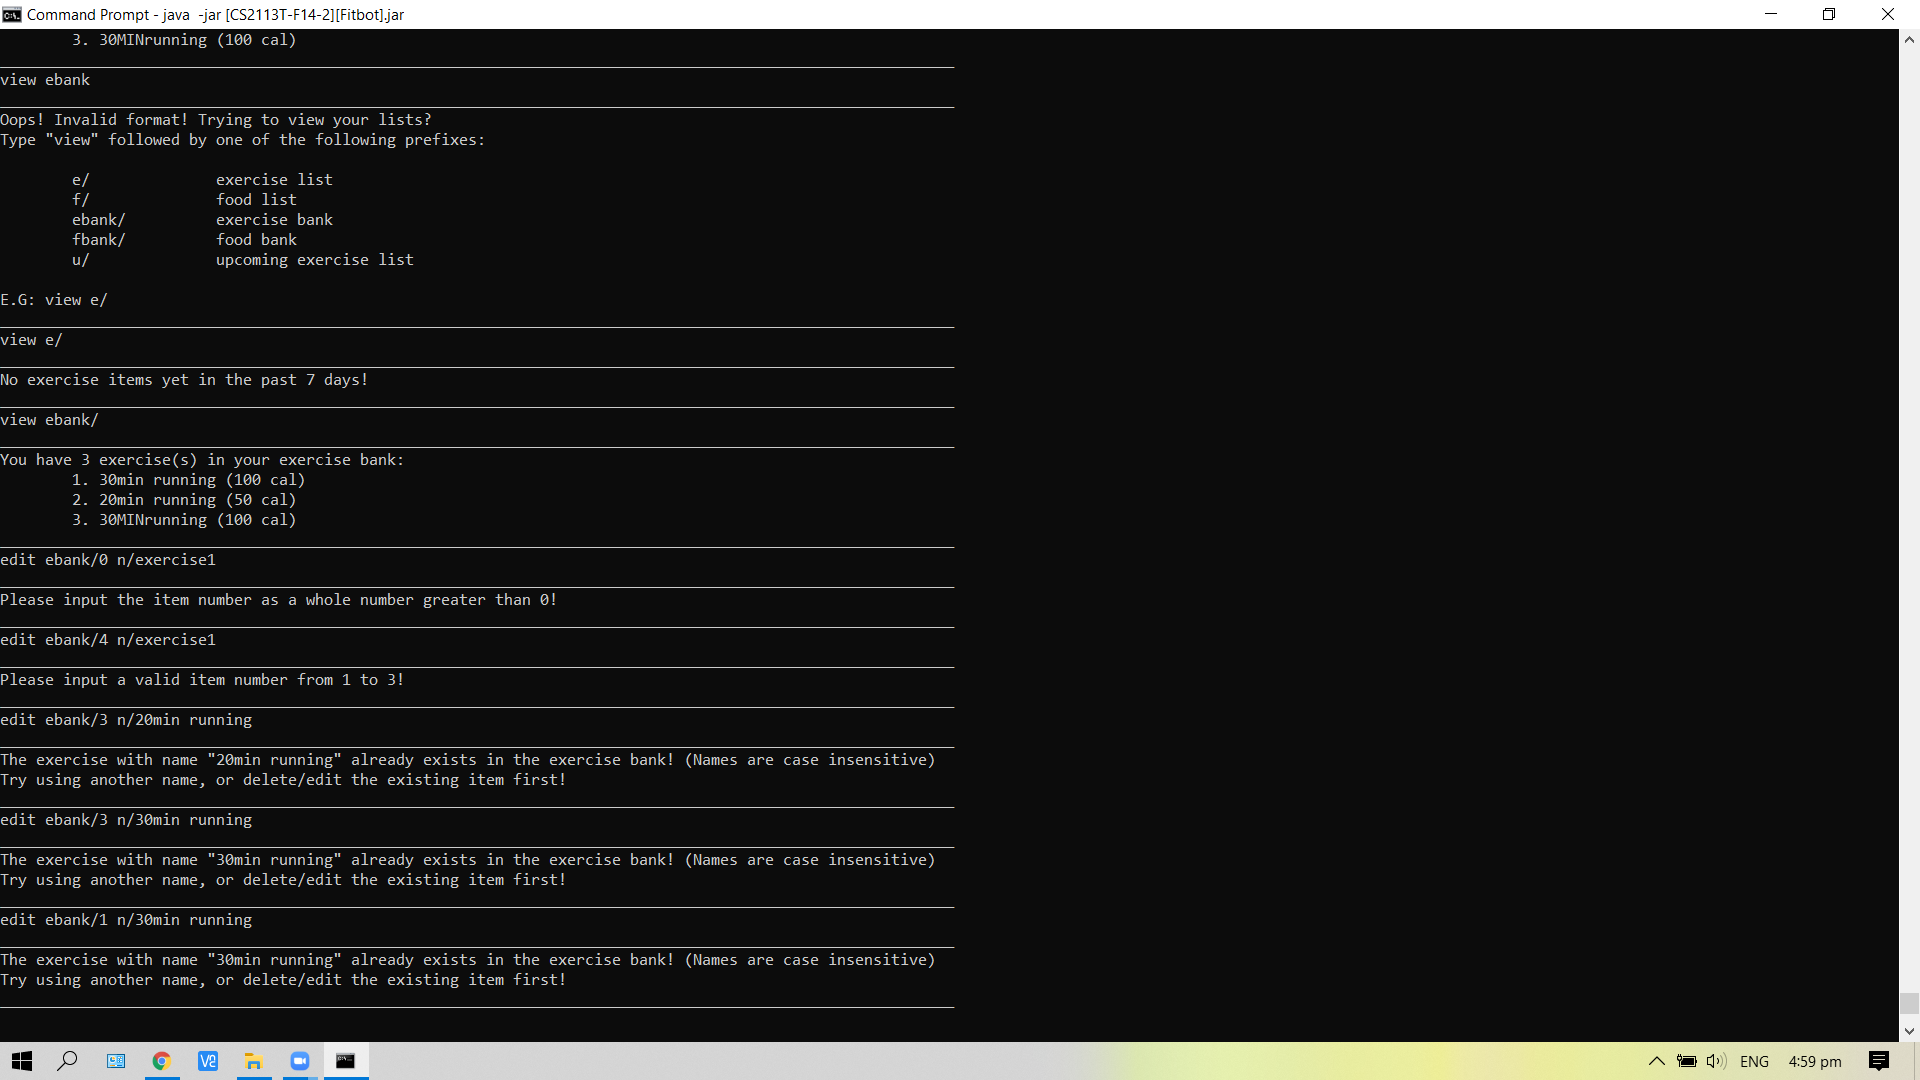 Command Prompt - java  -jar [CS2113T-F14-2][Fitbot].jar
3. 30MINrunning (100 cal)
view ebank
Oops! Invalid format! Trying to view your lists?
Type "view" followed by one of the following prefixes:
e/ exercise list
f/ food list
ebank/ exercise bank
fbank/ food bank
u/ upcoming exercise list
E.G: view e/
view e/
No exercise items yet in the past 7 days!
view ebank/
You have 3 exercise(s) in your exercise bank:
1. 30min running (100 cal)
2. 20min running (50 cal)
3. 30MINrunning (100 cal)
edit ebank/0 n/exercise1
Please input the item number as a whole number greater than 0!
edit ebank/4 n/exercise1
Please input a valid item number from 1 to 3!
edit ebank/3 n/20min running
The exercise with name "20min running" already exists in the exercise bank! (Names are case insensitive)
Try using another name, or delete/edit the existing item first!
edit ebank/3 n/30min running
The exercise with name "30min running" already exists in the exercise bank! (Names are case insensitive)
Try using another name, or delete/edit the existing item first!
edit ebank/1 n/30min running
The exercise with name "30min running" already exists in the exercise bank! (Names are case insensitive)
Try using another name, or delete/edit the existing item first!
ENG 4:59 pm